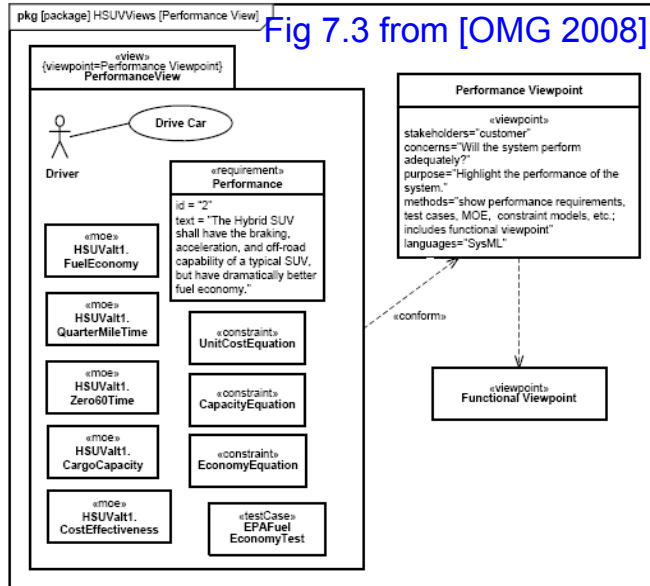 pkg [package] HSUVViews [Performance View]
Fig 7.3 from [OMG 2008]
«view»
{viewpoint=Performance Viewpoint}
PerformanceView
Drive Car
Driver
«requirement»
Performance
id = "2"
text = "The Hybrid SUV
shall have the braking,
acceleration, and off-road
capability of a typical SUV,
but have dramatically better
fuel economy."
«moe»
HSUValt1.
FuelEconomy
«moe»
HSUValt1.
QuarterMileTime
«moe»
HSUValt1.
Zero60Time
«moe»
HSUValt1.
CargoCapacity
«moe»
HSUValt1.
CostEffectiveness
«constraint»
UnitCostEquation
«constraint»
CapacityEquation
«constraint»
EconomyEquation
«testCase»
EPAFuel
EconomyTest
Performance Viewpoint
«viewpoint»
stakeholders="customer"
concerns="Will the system perform
adequately?"
purpose="Highlight the performance of the
system."
methods="show performance requirements,
test cases, MOE, constraint models, etc.;
includes functional viewpoint"
languages="SysML"
«conform»
«viewpoint»
Functional Viewpoint